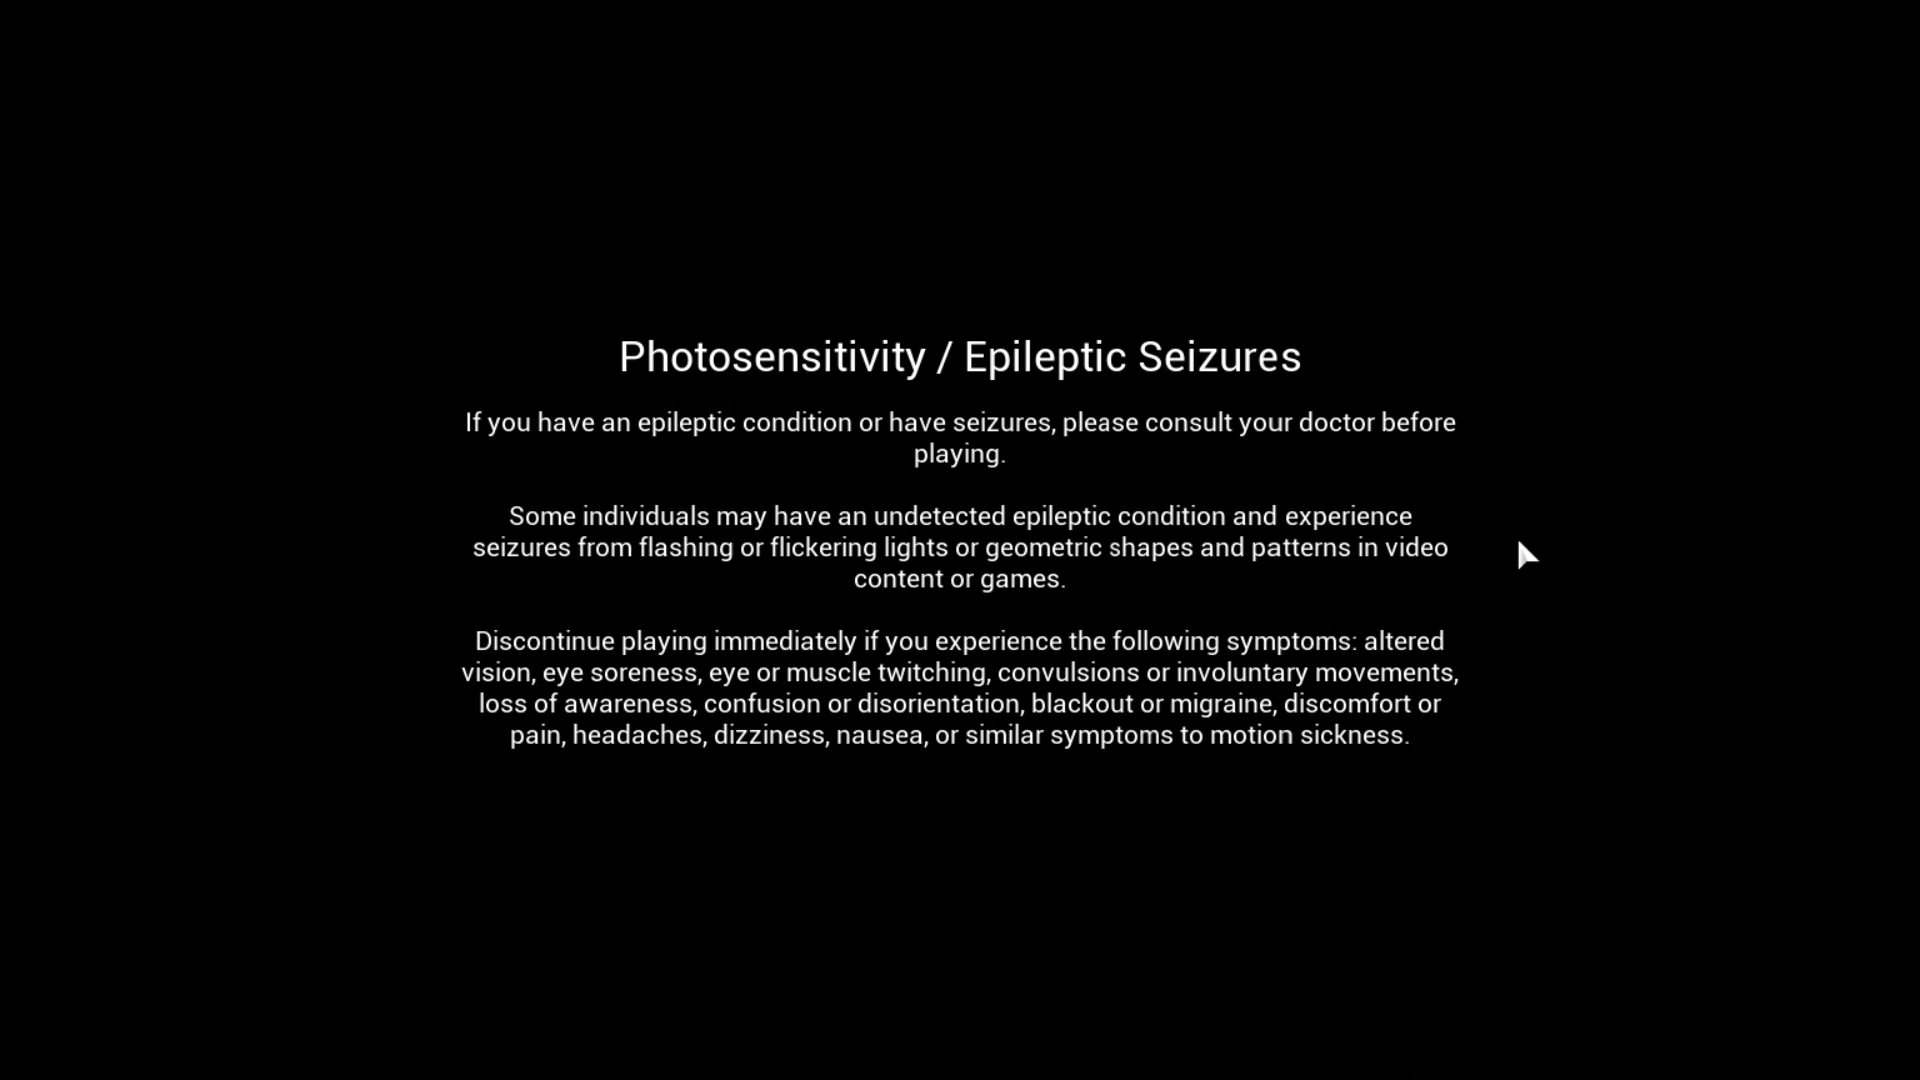 Photosensitivity / Epileptic Seizures
If you have an epileptic condition or have seizures, please consult your doctor before
playing.
Some individuals may have an undetected epileptic condition and experience
seizures from flashing or flickering lights or geometric shapes and patterns in video
content or games.
Discontinue playing immediately if you experience the following symptoms: altered
vision, eye soreness, eye or muscle twitching, convulsions or involuntary movements,
loss of awareness, confusion or disorientation, blackout or migraine, discomfort or
pain, headaches, dizziness, nausea, or similar symptoms to motion sickness.